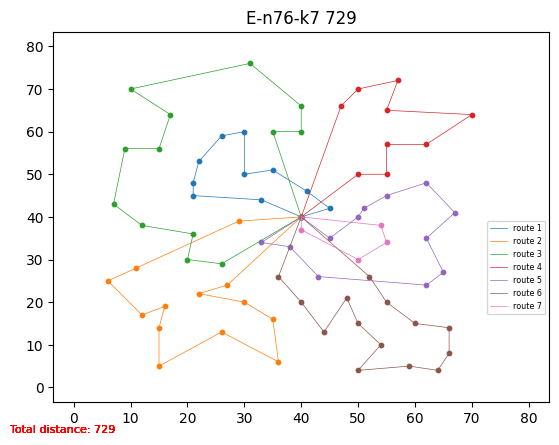 E-n76-k7 729
80
70
60
50
40
30
20
10
0
route 1
route 2
route 3
route 4
route 5
route 6
route 7
0 10 20 30 40 50 60 70 80
Total distance: 729